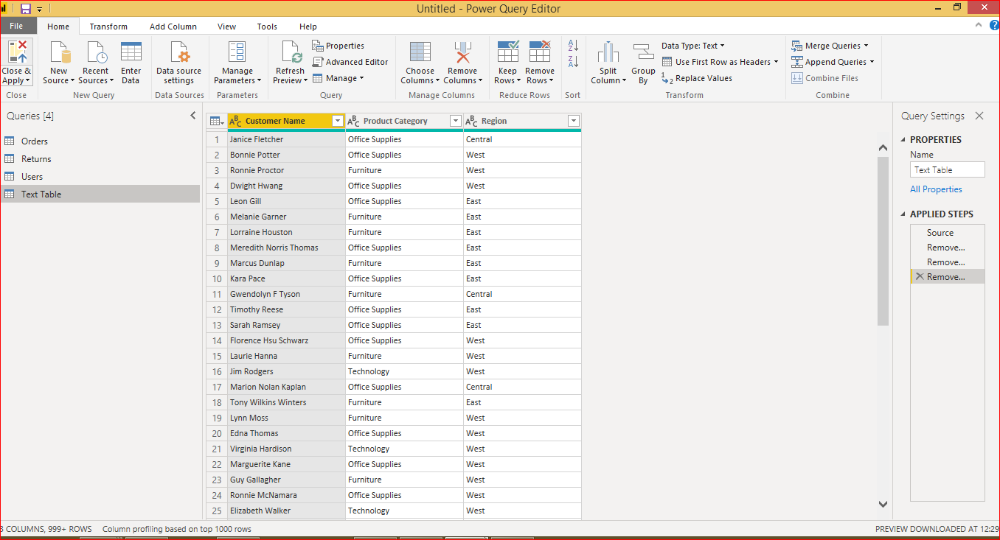 Untitled - Power Query Editor
File Home Transform Add Column View Tools Help
Close & Apply
New Source
Recent Sources
Enter Data
Data source settings
Manage Parameters
Refresh Preview
Properties
Advanced Editor
Manage
Choose Columns
Remove Columns
Keep Rows
Remove Rows
Split Column
Group By
Data Type: Text
Use First Row as Headers
Replace Values
Merge Queries
Append Queries
Combine Files
Close New Query Data Sources Parameters Query Manage Columns Reduce Rows Sort Transform Combine
Queries [4]
Orders
Returns
Users
Text Table
Customer Name Product Category Region
1 Janice Fletcher Office Supplies Central
2 Bonnie Potter Office Supplies West
3 Ronnie Proctor Furniture West
4 Dwight Hwang Office Supplies West
5 Leon Gill Office Supplies East
6 Melanie Garner Furniture East
7 Lorraine Houston Furniture East
8 Meredith Norris Thomas Office Supplies East
9 Marcus Dunlap Furniture East
10 Kara Pace Office Supplies East
11 Gwendolyn F Tyson Furniture Central
12 Timothy Reese Office Supplies East
13 Sarah Ramsey Office Supplies East
14 Florence Hsu Schwarz Office Supplies West
15 Laurie Hanna Furniture West
16 Jim Rodgers Technology West
17 Marion Nolan Kaplan Office Supplies Central
18 Tony Wilkins Winters Furniture East
19 Lynn Moss Furniture West
20 Edna Thomas Office Supplies West
21 Virginia Hardison Technology West
22 Marguerite Kane Office Supplies West
23 Guy Gallagher Furniture West
24 Ronnie McNamara Office Supplies West
25 Elizabeth Walker Technology West
Query Settings
PROPERTIES
Name
Text Table
All Properties
APPLIED STEPS
Source
Remove...
Remove...
Remove...
3 COLUMNS, 999+ ROWS Column profiling based on top 1000 rows
PREVIEW DOWNLOADED AT 12:29